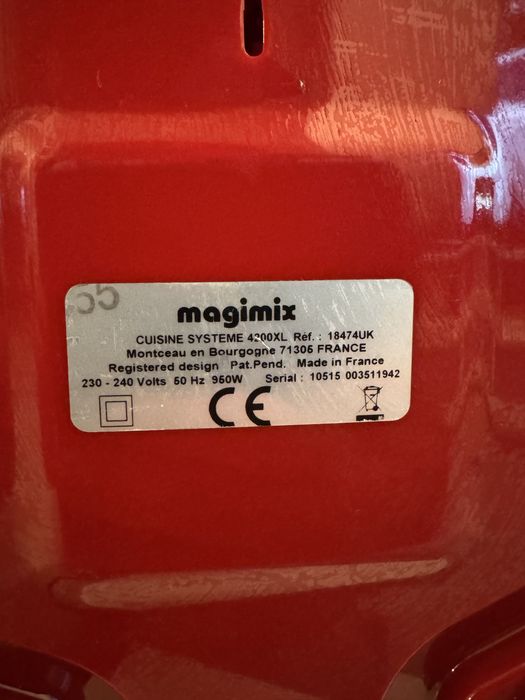 55
magimix
CUISINE SYSTEME 4200XL Réf. : 18474UK
Montceau en Bourgogne 71305 FRANCE
Registered design Pat.Pend. Made in France
230 - 240 Volts 50 Hz 950W Serial : 10515 003511942
CE